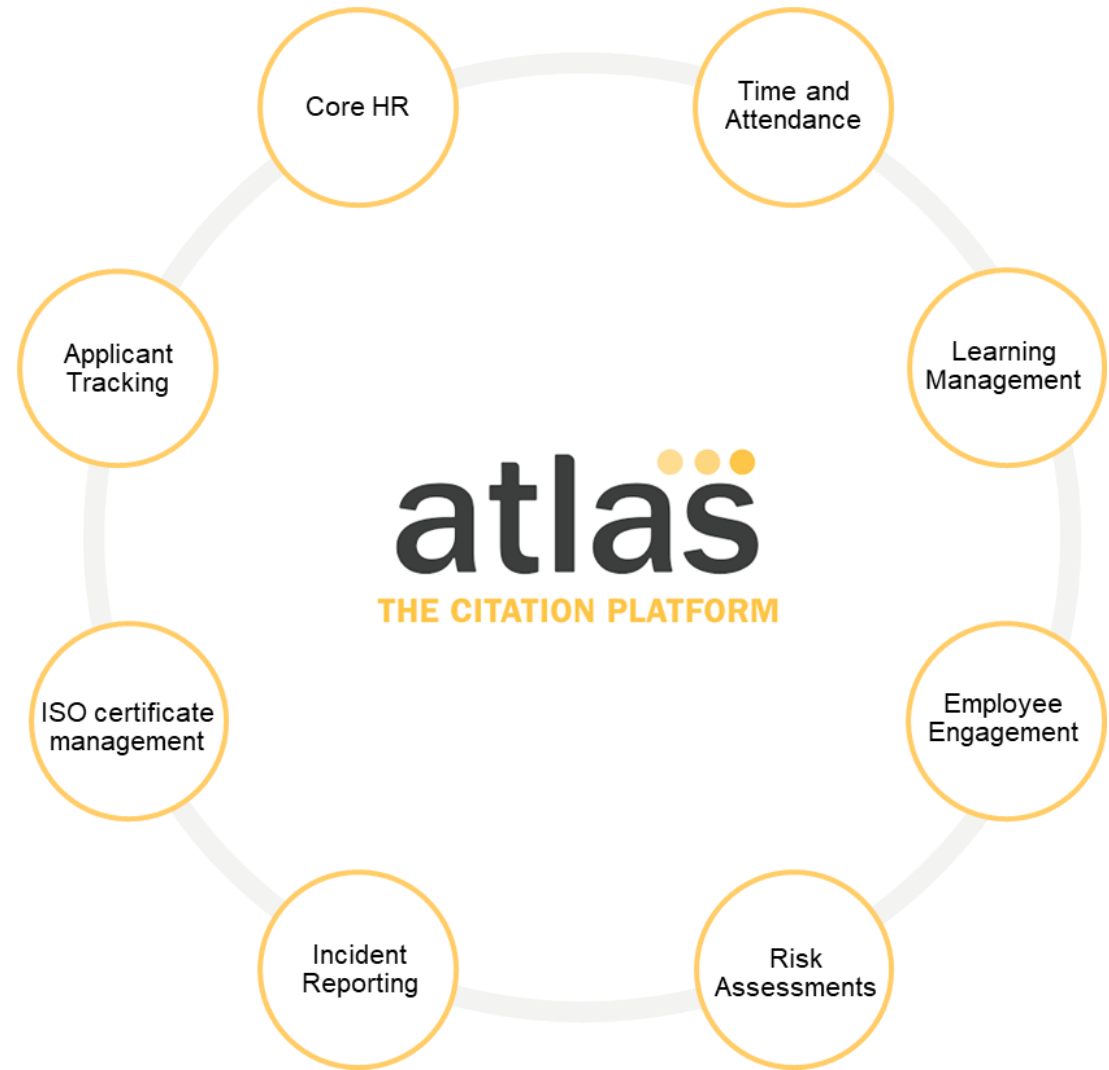 Core HR
Time and
Attendance
Applicant
Tracking
Learning
Management
atlas
THE CITATION PLATFORM
ISO certificate
management
Employee
Engagement
Incident
Reporting
Risk
Assessments